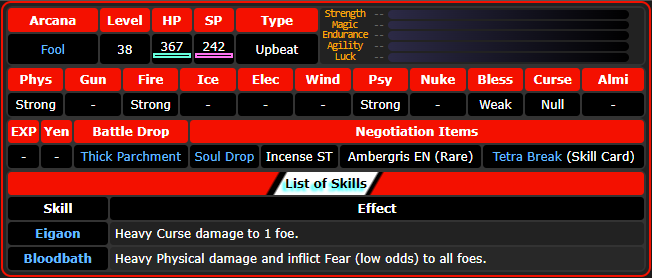 Arcana Level HP SP Type
Fool 38 367 242 Upbeat
Strength --
Magic --
Endurance --
Agility --
Luck --
Phys Gun Fire Ice Elec Wind Psy Nuke Bless Curse Almi
Strong - Strong - - - Strong - Weak Null -
EXP Yen Battle Drop Negotiation Items
- - Thick Parchment Soul Drop Incense ST Ambergris EN (Rare) Tetra Break (Skill Card)
List of Skills
Skill Effect
Eigaon Heavy Curse damage to 1 foe.
Bloodbath Heavy Physical damage and inflict Fear (low odds) to all foes.